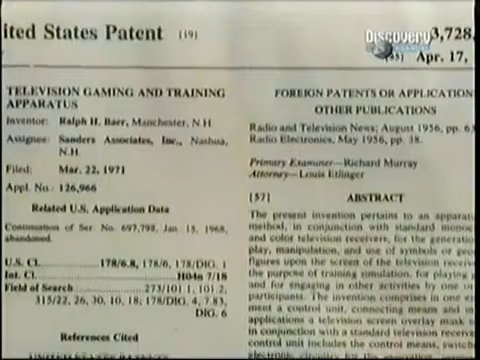 ited States Patent [19]
3,728,
Discovery
Apr. 17,
TELEVISION GAMING AND TRAINING
APPARATUS
Inventor: Ralph H. Baer, Manchester, N.H.
Assignee: Sanders Associates, Inc., Nashua,
N.H.
Filed: Mar. 22, 1971
Appl. No.: 126,966
Related U.S. Application Data
Continuation of Ser. No. 697,798, Jan. 15, 1968,
abandoned.
U.S. Cl. 178/6.8, 178/6, 178/DIG. 1
Int. Cl. H04n 7/18
Field of Search 273/101.1, 101.2,
315/22, 26, 30, 10, 18; 178/DIG. 4, 7.83,
DIG. 6
References Cited
FOREIGN PATENTS OR APPLICATION
OTHER PUBLICATIONS
Radio and Television News; August 1956, pp.
Radio Electronics, May 1956, pp. 38.
Primary Examiner—Richard Murray
Attorney—Louis Etlinger
[57] ABSTRACT
The present invention pertains to an apparat
method, in conjunction with standard monoc
and color television receivers, for the generatio
play, manipulation, and use of symbols or geo
figures upon the screen of the television receive
the purpose of training simulation, for playing
and for engaging in other activities by one or
participants. The invention comprises in one em
ment a control unit, connecting means and in
applications a television screen overlay mask u
in conjunction with a standard television receive
control unit includes the control means, switch